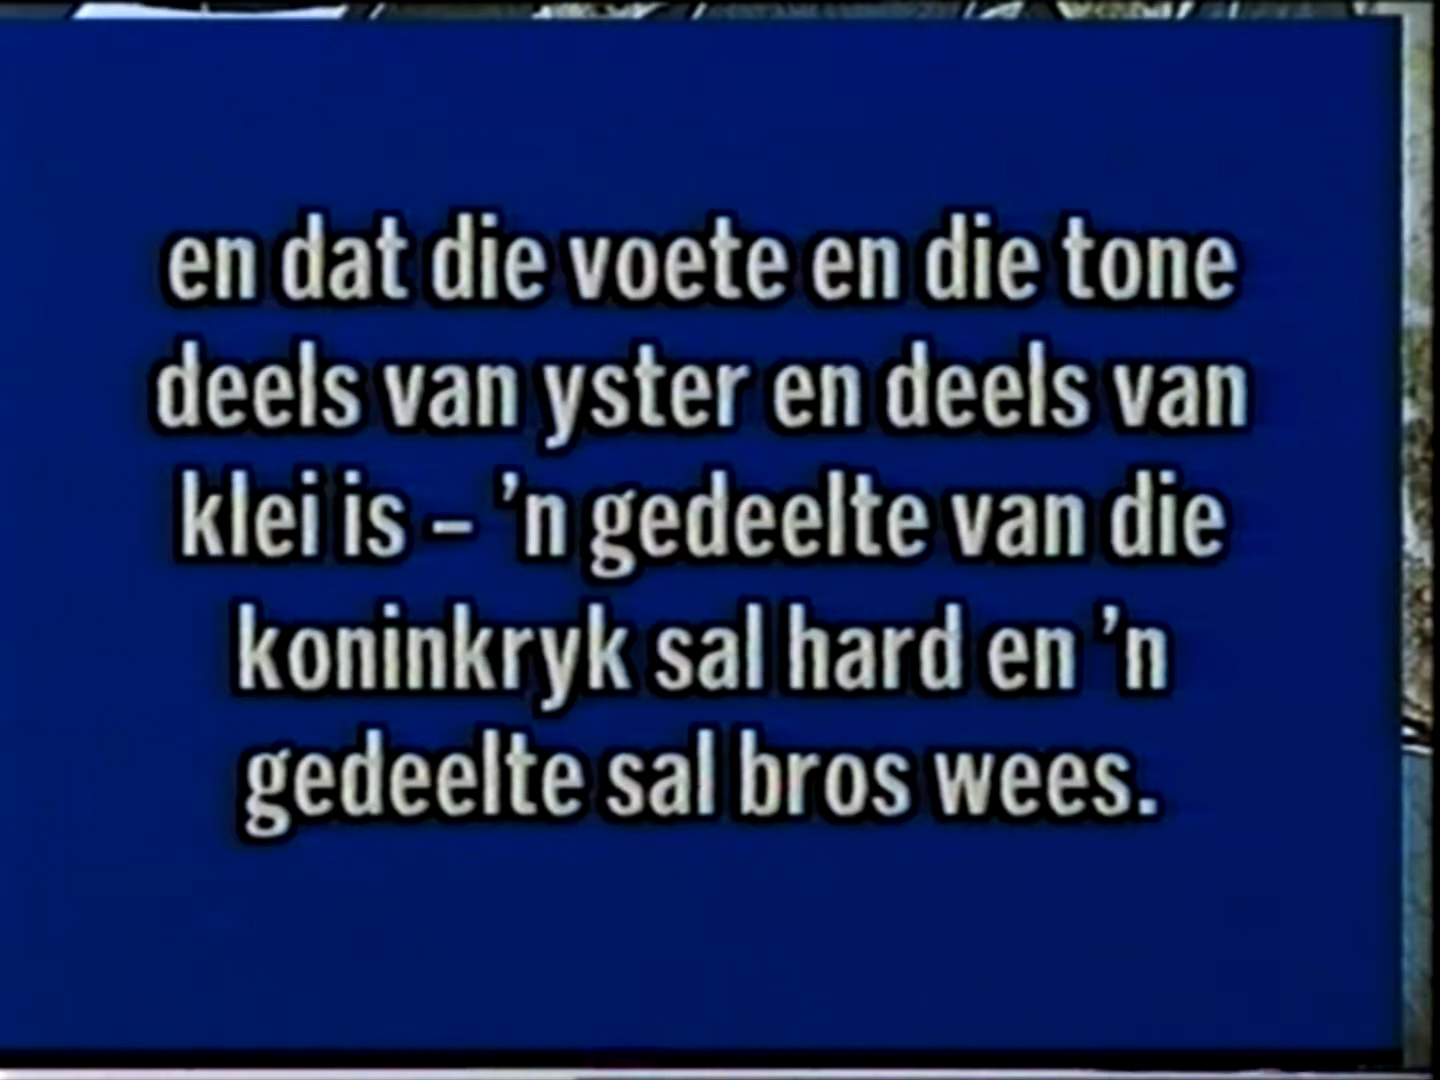 en dat die voete en die tone
deels van yster en deels van
klei is – 'n gedeelte van die
koninkryk sal hard en 'n
gedeelte sal bros wees.